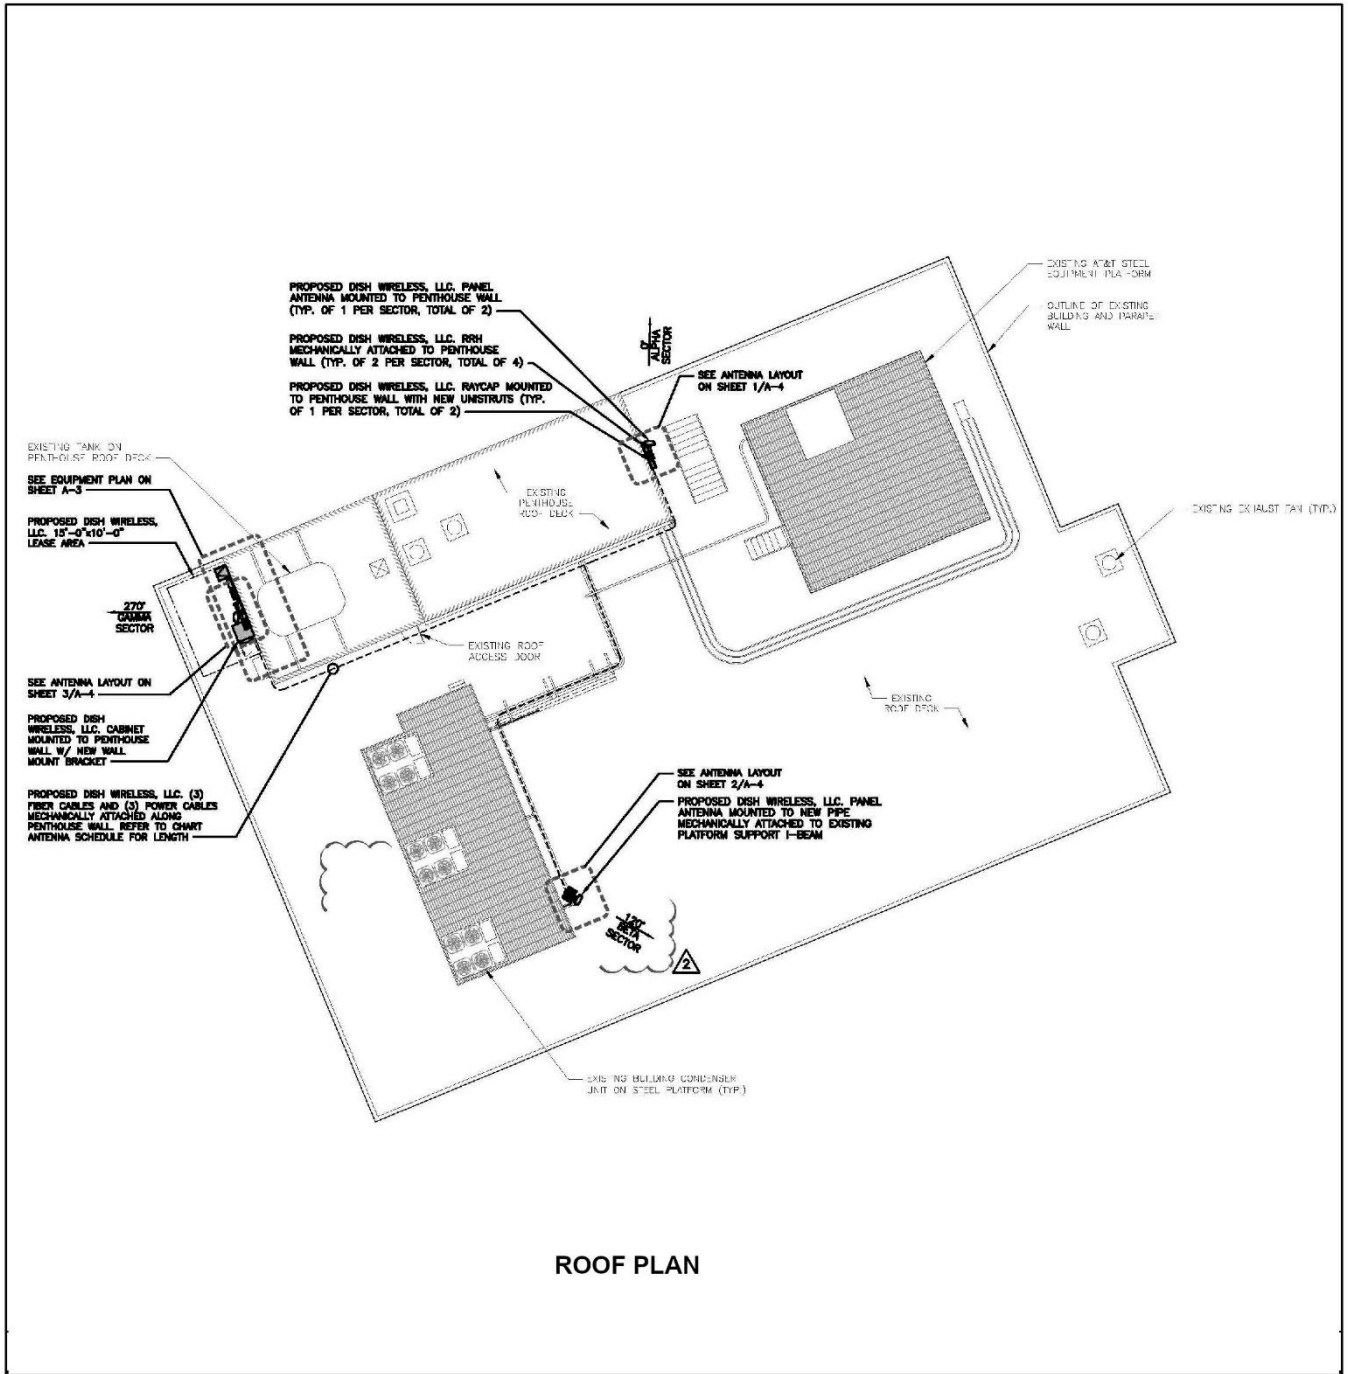 EXISTING AT&T STEEL
EQUIPMENT PLATFORM
OUTLINE OF EXISTING
BUILDING AND PARAPET
WALL
PROPOSED DISH WIRELESS, LLC. PANEL
ANTENNA MOUNTED TO PENTHOUSE WALL
(TYP. OF 1 PER SECTOR, TOTAL OF 2)
PROPOSED DISH WIRELESS, LLC. RRH
MECHANICALLY ATTACHED TO PENTHOUSE
WALL (TYP. OF 2 PER SECTOR, TOTAL OF 4)
PROPOSED DISH WIRELESS, LLC. RAYCAP MOUNTED
TO PENTHOUSE WALL WITH NEW UNISTRUTS (TYP.
OF 1 PER SECTOR, TOTAL OF 2)
0°
ALPHA
SECTOR
SEE ANTENNA LAYOUT
ON SHEET 1/A-4
EXISTING TANK ON
PENTHOUSE ROOF DECK
SEE EQUIPMENT PLAN ON
SHEET A-3
PROPOSED DISH WIRELESS,
LLC. 15'-0"x10'-0"
LEASE AREA
EXISTING
PENTHOUSE
ROOF DECK
EXISTING EXHAUST FAN (TYP.)
270°
GAMMA
SECTOR
EXISTING ROOF
ACCESS DOOR
SEE ANTENNA LAYOUT ON
SHEET 3/A-4
EXISTING
ROOF DECK
PROPOSED DISH
WIRELESS, LLC. CABINET
MOUNTED TO PENTHOUSE
WALL W/ NEW WALL
MOUNT BRACKET
PROPOSED DISH WIRELESS, LLC. (3)
FIBER CABLES AND (3) POWER CABLES
MECHANICALLY ATTACHED ALONG
PENTHOUSE WALL. REFER TO CHART
ANTENNA SCHEDULE FOR LENGTH
SEE ANTENNA LAYOUT
ON SHEET 2/A-4
PROPOSED DISH WIRELESS, LLC. PANEL
ANTENNA MOUNTED TO NEW PIPE
MECHANICALLY ATTACHED TO EXISTING
PLATFORM SUPPORT I-BEAM
120°
BETA
SECTOR
2
EXISTING BUILDING CONDENSER
UNIT ON STEEL PLATFORM (TYP.)
ROOF PLAN